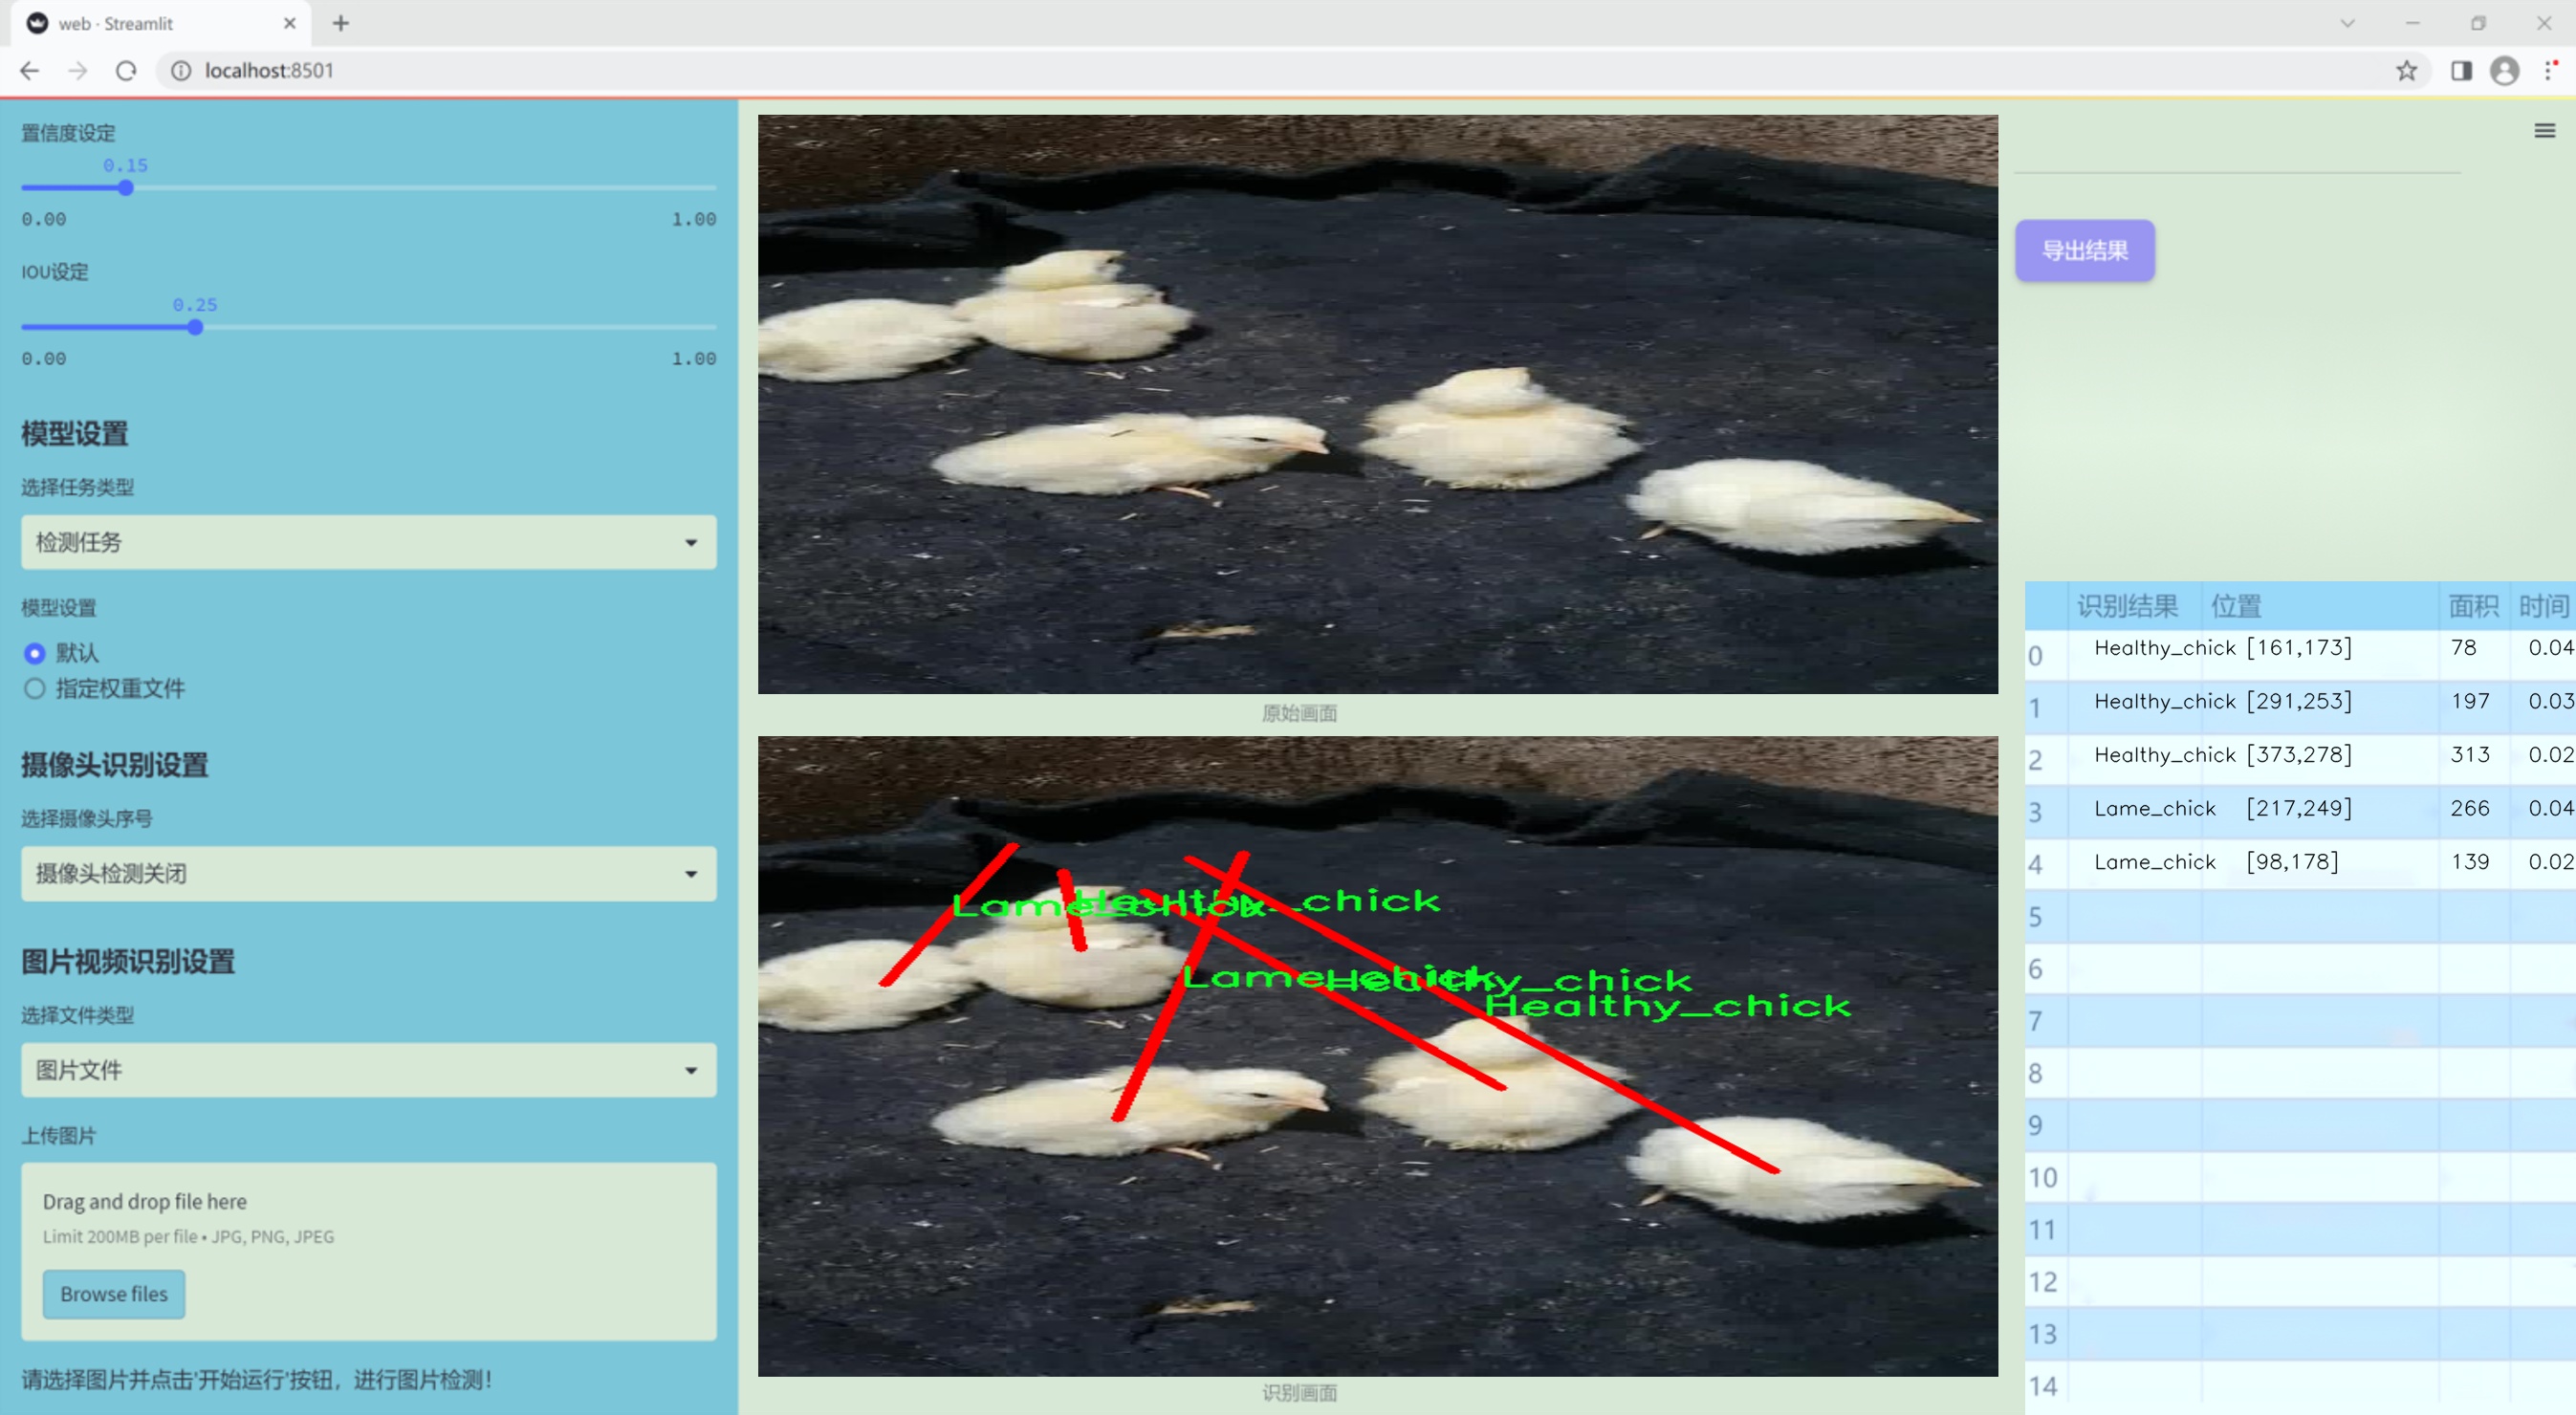 web · Streamlit
localhost:8501
置信度设定
0.15
0.00 1.00
IOU设定
0.25
0.00 1.00
模型设置
选择任务类型
检测任务
模型设置
默认
指定权重文件
摄像头识别设置
选择摄像头序号
摄像头检测关闭
图片视频识别设置
选择文件类型
图片文件
上传图片
Drag and drop file here
Limit 200MB per file • JPG, PNG, JPEG
Browse files
请选择图片并点击'开始运行'按钮，进行图片检测！
原始画面
Lame_chick
Healthy_chick
Lame_chick
Healthy_chick
Healthy_chick
识别画面
导出结果
识别结果 位置 面积 时间
0 Healthy_chick [161,173] 78 0.04
1 Healthy_chick [291,253] 197 0.03
2 Healthy_chick [373,278] 313 0.02
3 Lame_chick [217,249] 266 0.04
4 Lame_chick [98,178] 139 0.02
5
6
7
8
9
10
11
12
13
14